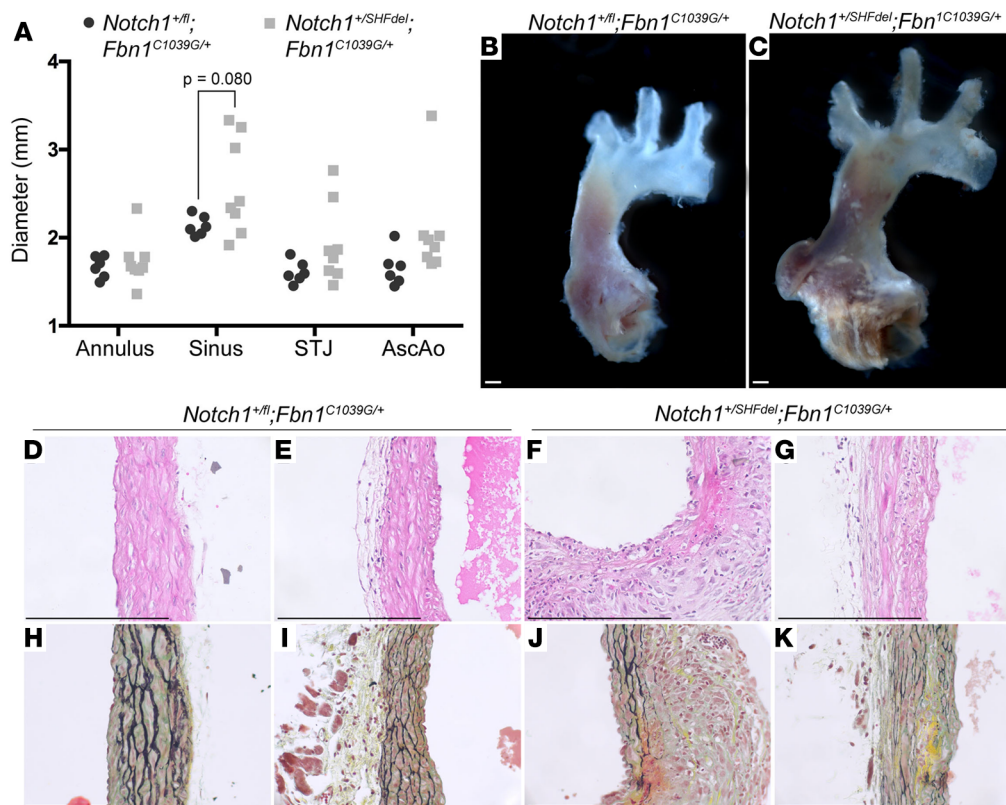 A
Notch1+/fl;
Fbn1C1039G/+
Notch1+/SHFdel;
Fbn1C1039G/+
4
p = 0.080
3
Diameter (mm)
2
1
Annulus
Sinus
STJ
AscAo
Notch1+/fl;Fbn1C1039G/+
B
Notch1+/SHFdel;Fbn1C1039G/+
C
Notch1+/fl;Fbn1C1039G/+
Notch1+/SHFdel;Fbn1C1039G/+
D
E
F
G
H
I
J
K